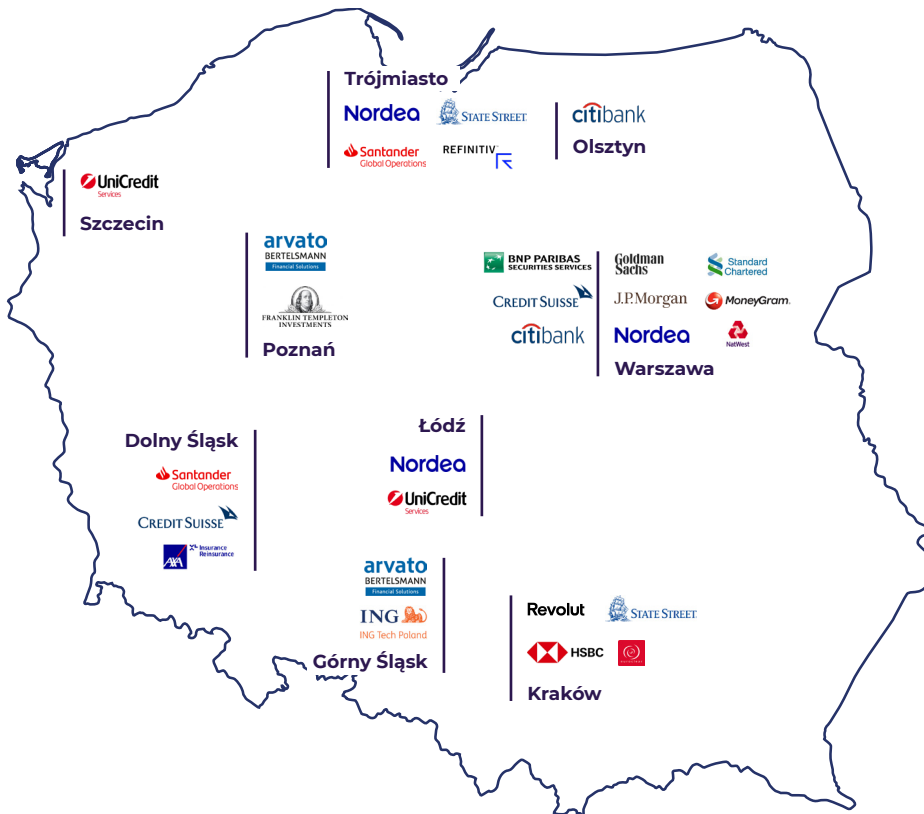 Trójmiasto
Nordea
STATE STREET
Santander
Global Operations
REFINITIV
citibank
Olsztyn
UniCredit
Services
Szczecin
arvato
BERTELSMANN
Financial Solutions
FRANKLIN TEMPLETON
INVESTMENTS
Poznań
BNP PARIBAS
SECURITIES SERVICES
CREDIT SUISSE
citibank
Goldman
Sachs
Standard
Chartered
J.P.Morgan
MoneyGram.
Nordea
NatWest
Warszawa
Dolny Śląsk
Santander
Global Operations
CREDIT SUISSE
AXA
XL Insurance
Reinsurance
Łódź
Nordea
UniCredit
Services
arvato
BERTELSMANN
Financial Solutions
ING
ING Tech Poland
Górny Śląsk
Revolut
STATE STREET
HSBC
Kraków